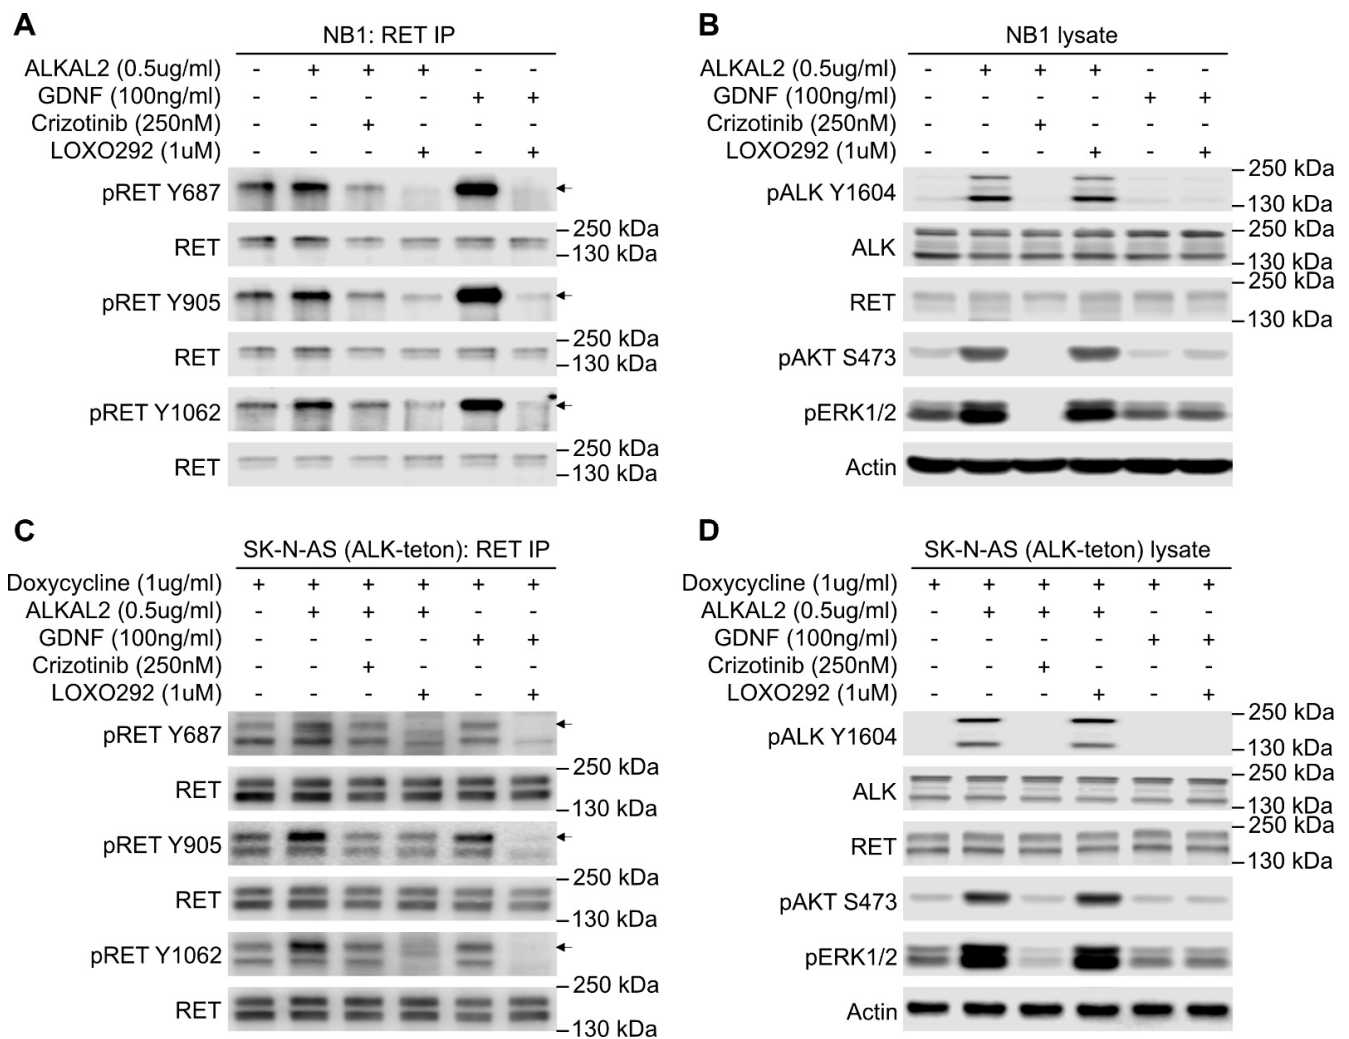 A
NB1: RET IP
ALKAL2 (0.5ug/ml) - + + + - -
GDNF (100ng/ml) - - - - + +
Crizotinib (250nM) - - + - - -
LOXO292 (1uM) - - - + - +
pRET Y687
RET
250 kDa
130 kDa
pRET Y905
RET
250 kDa
130 kDa
pRET Y1062
RET
250 kDa
130 kDa
B
NB1 lysate
ALKAL2 (0.5ug/ml) - + + + - -
GDNF (100ng/ml) - - - - + +
Crizotinib (250nM) - - + - - -
LOXO292 (1uM) - - - + - +
pALK Y1604
250 kDa
130 kDa
ALK
250 kDa
130 kDa
RET
250 kDa
130 kDa
pAKT S473
pERK1/2
Actin
C
SK-N-AS (ALK-teton): RET IP
Doxycycline (1ug/ml) + + + + + +
ALKAL2 (0.5ug/ml) - + + + - -
GDNF (100ng/ml) - - - - + +
Crizotinib (250nM) - - + - - -
LOXO292 (1uM) - - - + - +
pRET Y687
RET
250 kDa
130 kDa
pRET Y905
RET
250 kDa
130 kDa
pRET Y1062
RET
250 kDa
130 kDa
D
SK-N-AS (ALK-teton) lysate
Doxycycline (1ug/ml) + + + + + +
ALKAL2 (0.5ug/ml) - + + + - -
GDNF (100ng/ml) - - - - + +
Crizotinib (250nM) - - + - - -
LOXO292 (1uM) - - - + - +
pALK Y1604
250 kDa
130 kDa
ALK
250 kDa
130 kDa
RET
250 kDa
130 kDa
pAKT S473
pERK1/2
Actin